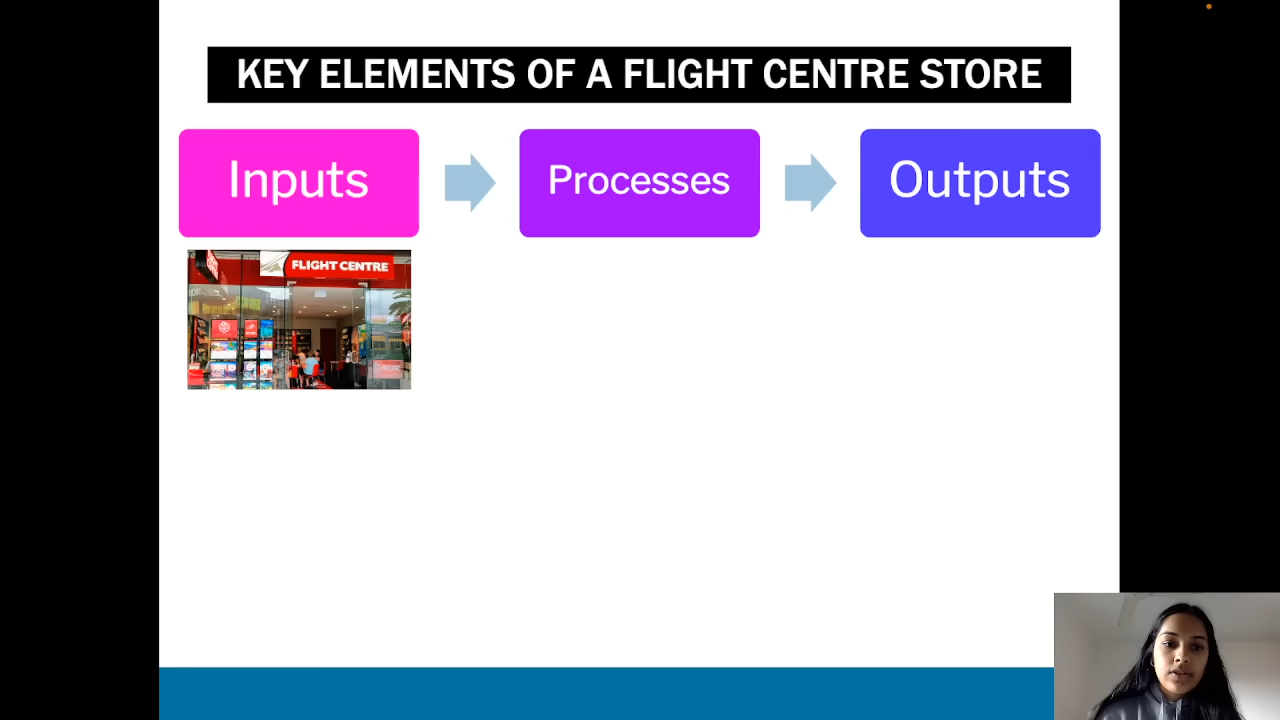 KEY ELEMENTS OF A FLIGHT CENTRE STORE
Inputs
Processes
Outputs
FLIGHT CENTRE